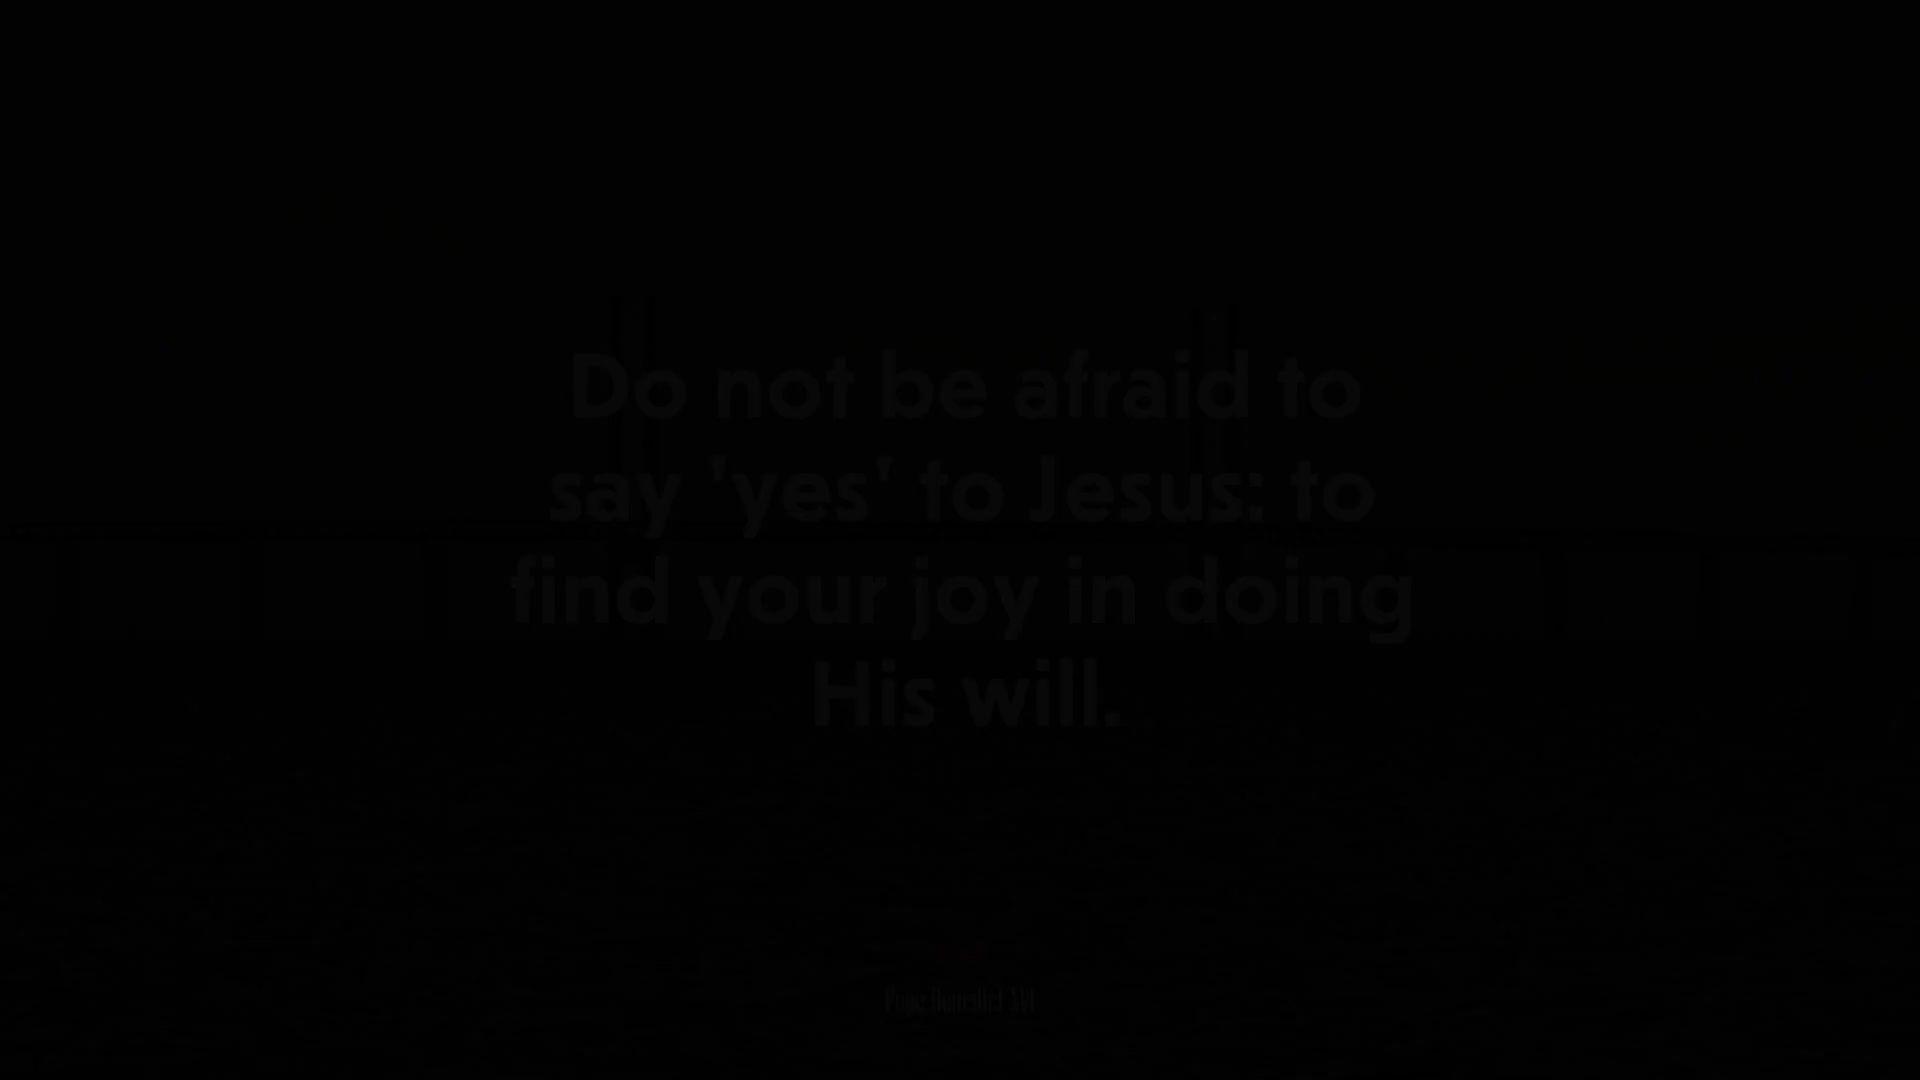 Do not be afraid to
say 'yes' to Jesus: to
find your joy in doing
His will.
Pope Benedict XVI